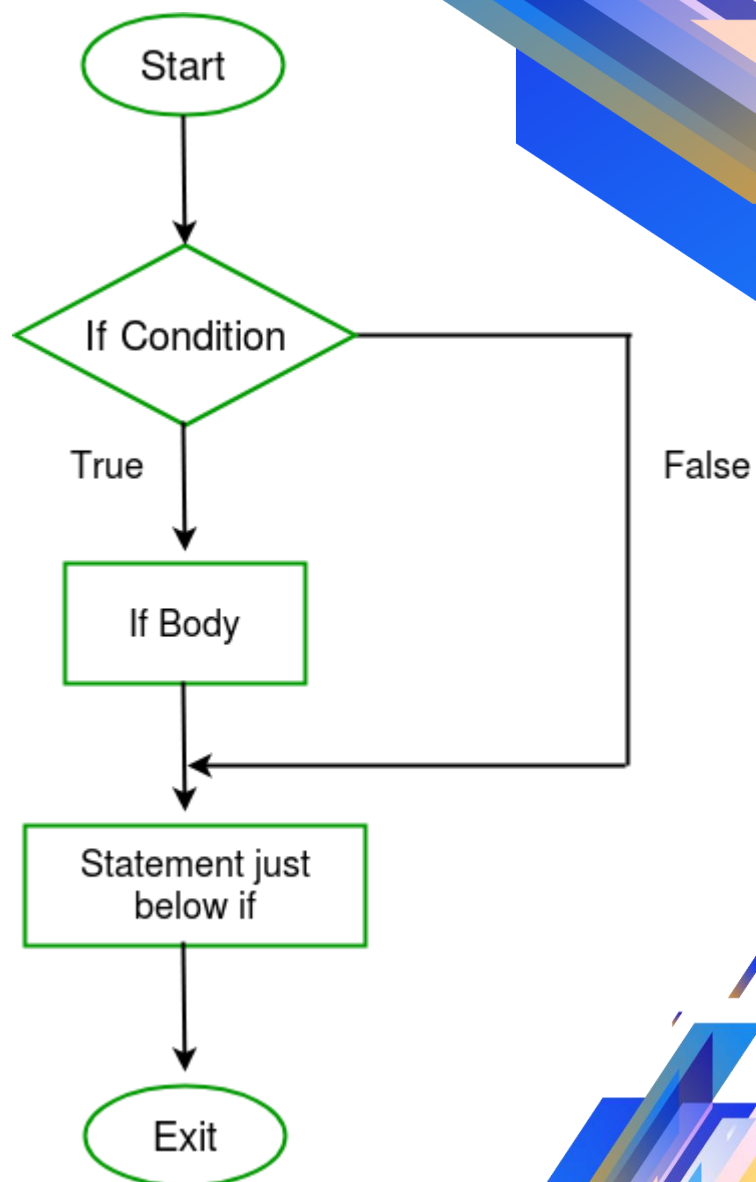 Start
If Condition
True
False
If Body
Statement just
below if
Exit